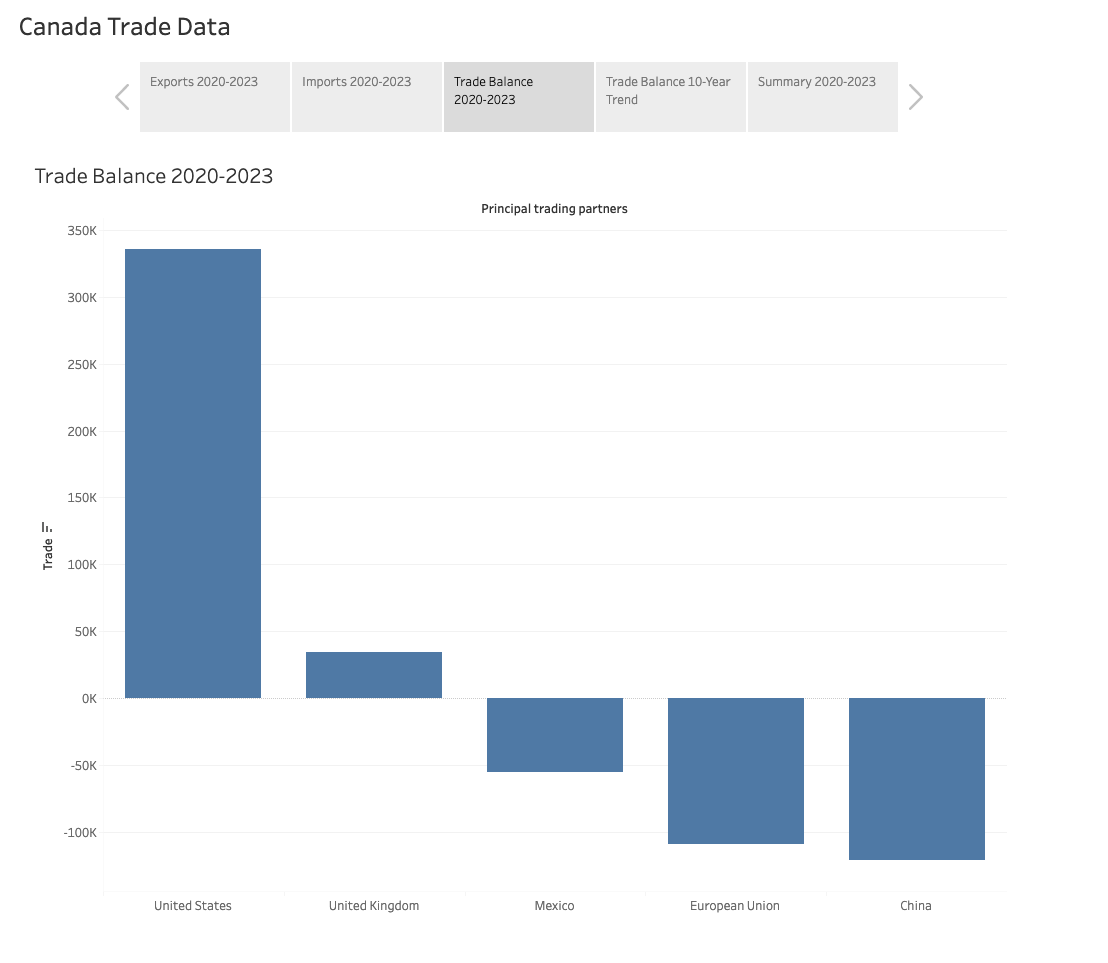 Canada Trade Data
Exports 2020-2023
Imports 2020-2023
Trade Balance
2020-2023
Trade Balance 10-Year
Trend
Summary 2020-2023
Trade Balance 2020-2023
Principal trading partners
350K
300K
250K
200K
150K
100K
50K
0K
-50K
-100K
Trade
United States
United Kingdom
Mexico
European Union
China